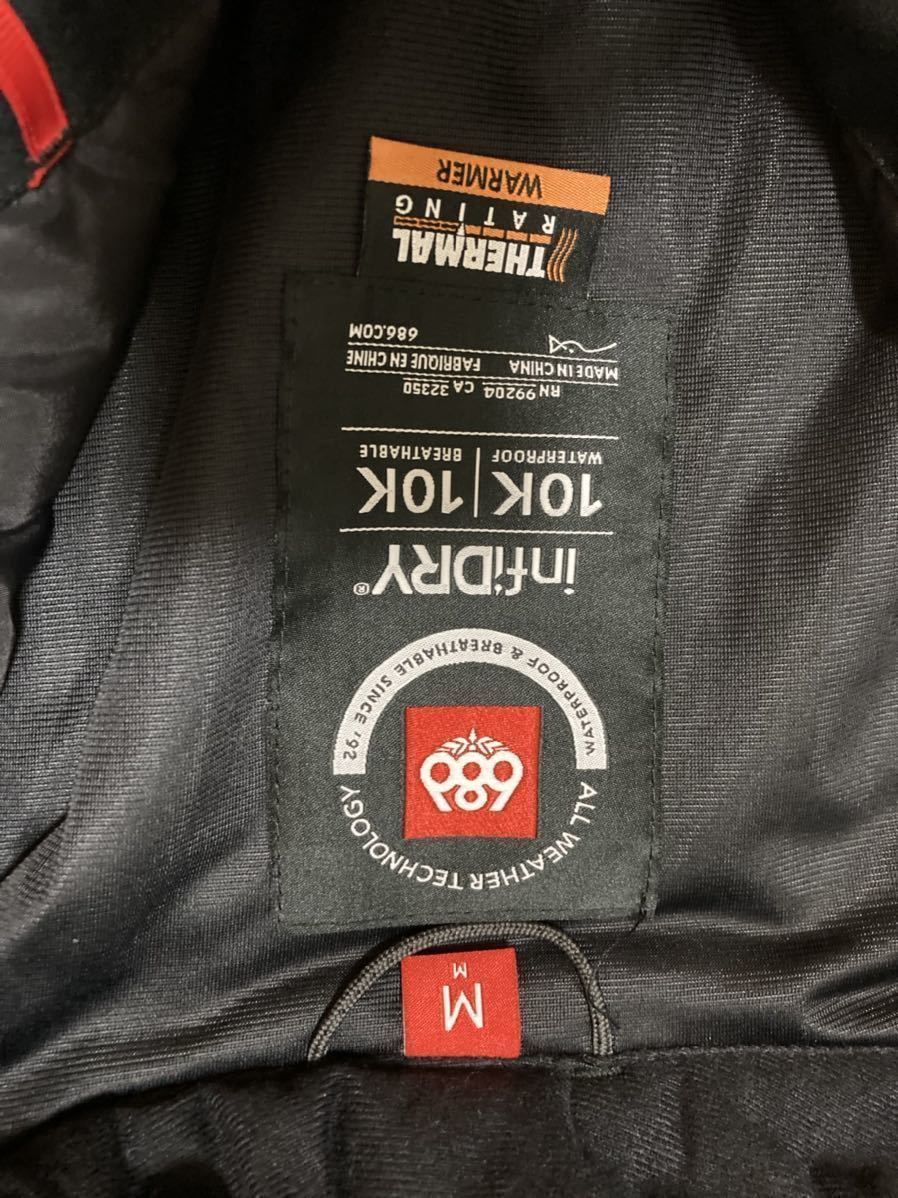 M
M
ALL WEATHER TECHNOLOGY
WATERPROOF & BREATHABLE SINCE '92
686
infiDRY®
10K | 10K
WATERPROOF BREATHABLE
RN 99204 CA 32350
MADE IN CHINA FABRIQUE EN CHINE
686.COM
THERMAL
RATING
WARMER